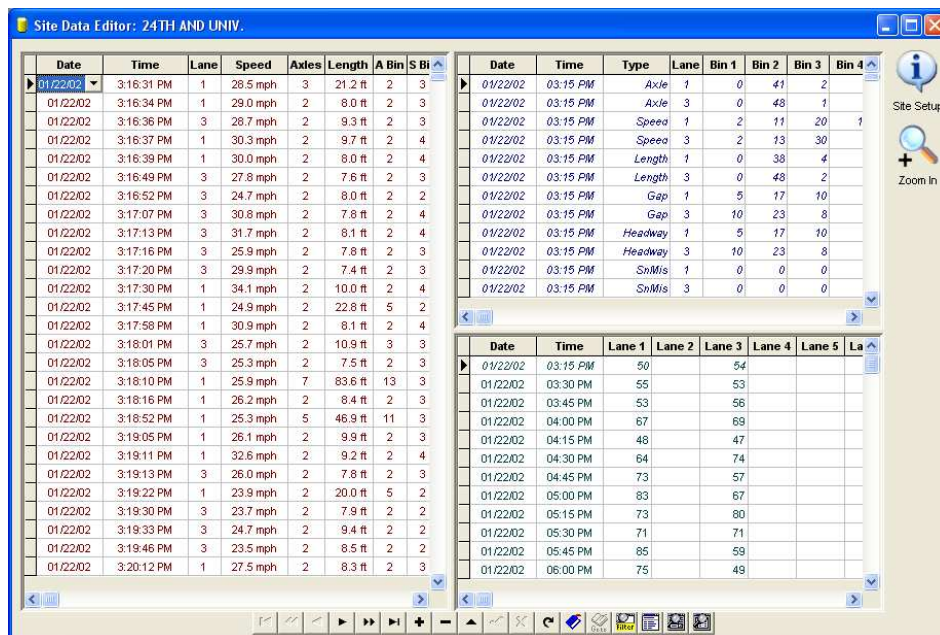 Site Data Editor: 24TH AND UNIV.
Date Time Lane Speed Axles Length A Bin S Bi
01/22/02 3:16:31 PM 1 28.5 mph 3 21.2 ft 2 3
01/22/02 3:16:34 PM 1 29.0 mph 2 8.0 ft 2 3
01/22/02 3:16:36 PM 3 28.7 mph 2 9.3 ft 2 3
01/22/02 3:16:37 PM 1 30.3 mph 2 9.7 ft 2 4
01/22/02 3:16:39 PM 1 30.0 mph 2 8.0 ft 2 4
01/22/02 3:16:49 PM 3 27.8 mph 2 7.6 ft 2 3
01/22/02 3:16:52 PM 3 24.7 mph 2 8.0 ft 2 2
01/22/02 3:17:07 PM 3 30.8 mph 2 7.8 ft 2 4
01/22/02 3:17:13 PM 3 31.7 mph 2 8.1 ft 2 4
01/22/02 3:17:16 PM 3 25.9 mph 2 7.8 ft 2 3
01/22/02 3:17:20 PM 3 29.9 mph 2 7.4 ft 2 3
01/22/02 3:17:30 PM 1 34.1 mph 2 10.0 ft 2 4
01/22/02 3:17:45 PM 1 24.9 mph 2 22.8 ft 5 2
01/22/02 3:17:58 PM 1 30.9 mph 2 8.1 ft 2 4
01/22/02 3:18:01 PM 3 25.7 mph 2 10.9 ft 3 3
01/22/02 3:18:05 PM 3 25.3 mph 2 7.5 ft 2 3
01/22/02 3:18:10 PM 1 25.9 mph 7 83.6 ft 13 3
01/22/02 3:18:16 PM 1 26.2 mph 2 8.4 ft 2 3
01/22/02 3:18:52 PM 1 25.3 mph 5 46.9 ft 11 3
01/22/02 3:19:05 PM 1 26.1 mph 2 9.9 ft 2 3
01/22/02 3:19:11 PM 1 32.6 mph 2 9.2 ft 2 4
01/22/02 3:19:13 PM 3 26.0 mph 2 7.8 ft 2 3
01/22/02 3:19:22 PM 1 23.9 mph 2 20.0 ft 5 2
01/22/02 3:19:30 PM 3 23.7 mph 2 7.9 ft 2 2
01/22/02 3:19:33 PM 3 24.7 mph 2 9.4 ft 2 2
01/22/02 3:19:46 PM 3 23.5 mph 2 8.5 ft 2 2
01/22/02 3:20:12 PM 1 27.5 mph 2 8.3 ft 2 3
Date Time Type Lane Bin 1 Bin 2 Bin 3 Bin 4
01/22/02 03:15 PM Axle 1 0 41 2
01/22/02 03:15 PM Axle 3 0 48 1
01/22/02 03:15 PM Speed 1 2 11 20 1
01/22/02 03:15 PM Speed 3 2 13 30
01/22/02 03:15 PM Length 1 0 38 4
01/22/02 03:15 PM Length 3 0 48 2
01/22/02 03:15 PM Gap 1 5 17 10
01/22/02 03:15 PM Gap 3 10 23 8
01/22/02 03:15 PM Headway 1 5 17 10
01/22/02 03:15 PM Headway 3 10 23 8
01/22/02 03:15 PM SnMis 1 0 0 0
01/22/02 03:15 PM SnMis 3 0 0 0
Date Time Lane 1 Lane 2 Lane 3 Lane 4 Lane 5 La
01/22/02 03:15 PM 50 54
01/22/02 03:30 PM 55 53
01/22/02 03:45 PM 53 56
01/22/02 04:00 PM 67 69
01/22/02 04:15 PM 48 47
01/22/02 04:30 PM 64 74
01/22/02 04:45 PM 73 57
01/22/02 05:00 PM 83 67
01/22/02 05:15 PM 73 80
01/22/02 05:30 PM 71 71
01/22/02 05:45 PM 85 59
01/22/02 06:00 PM 75 49
Site Setup
Zoom In
Filter